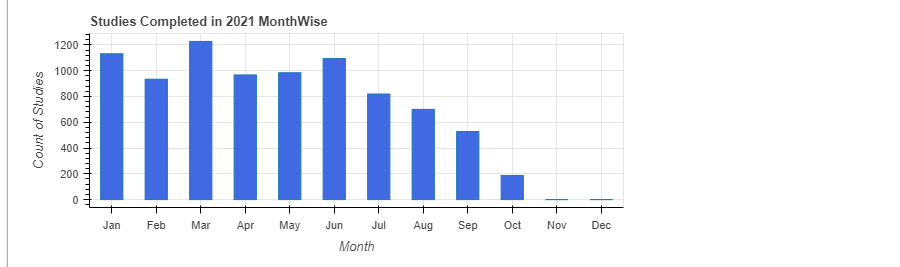 Studies Completed in 2021 MonthWise
1200
1000
800
600
400
200
0
Count of Studies
Jan Feb Mar Apr May Jun Jul Aug Sep Oct Nov Dec
Month